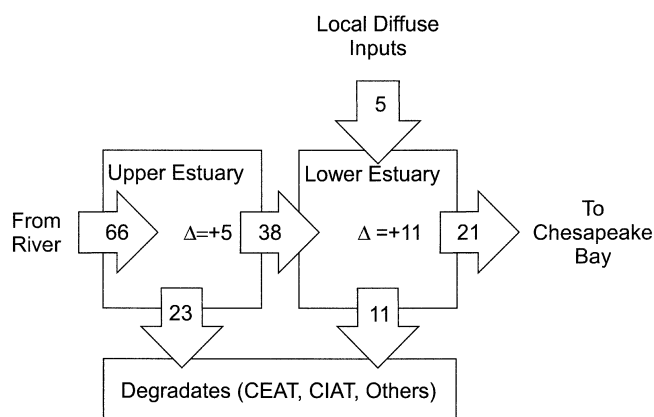 Local Diffuse
Inputs
5
Upper Estuary
Lower Estuary
From
River
66
Δ=+5
38
Δ =+11
21
To
Chesapeake
Bay
23
11
Degradates (CEAT, CIAT, Others)